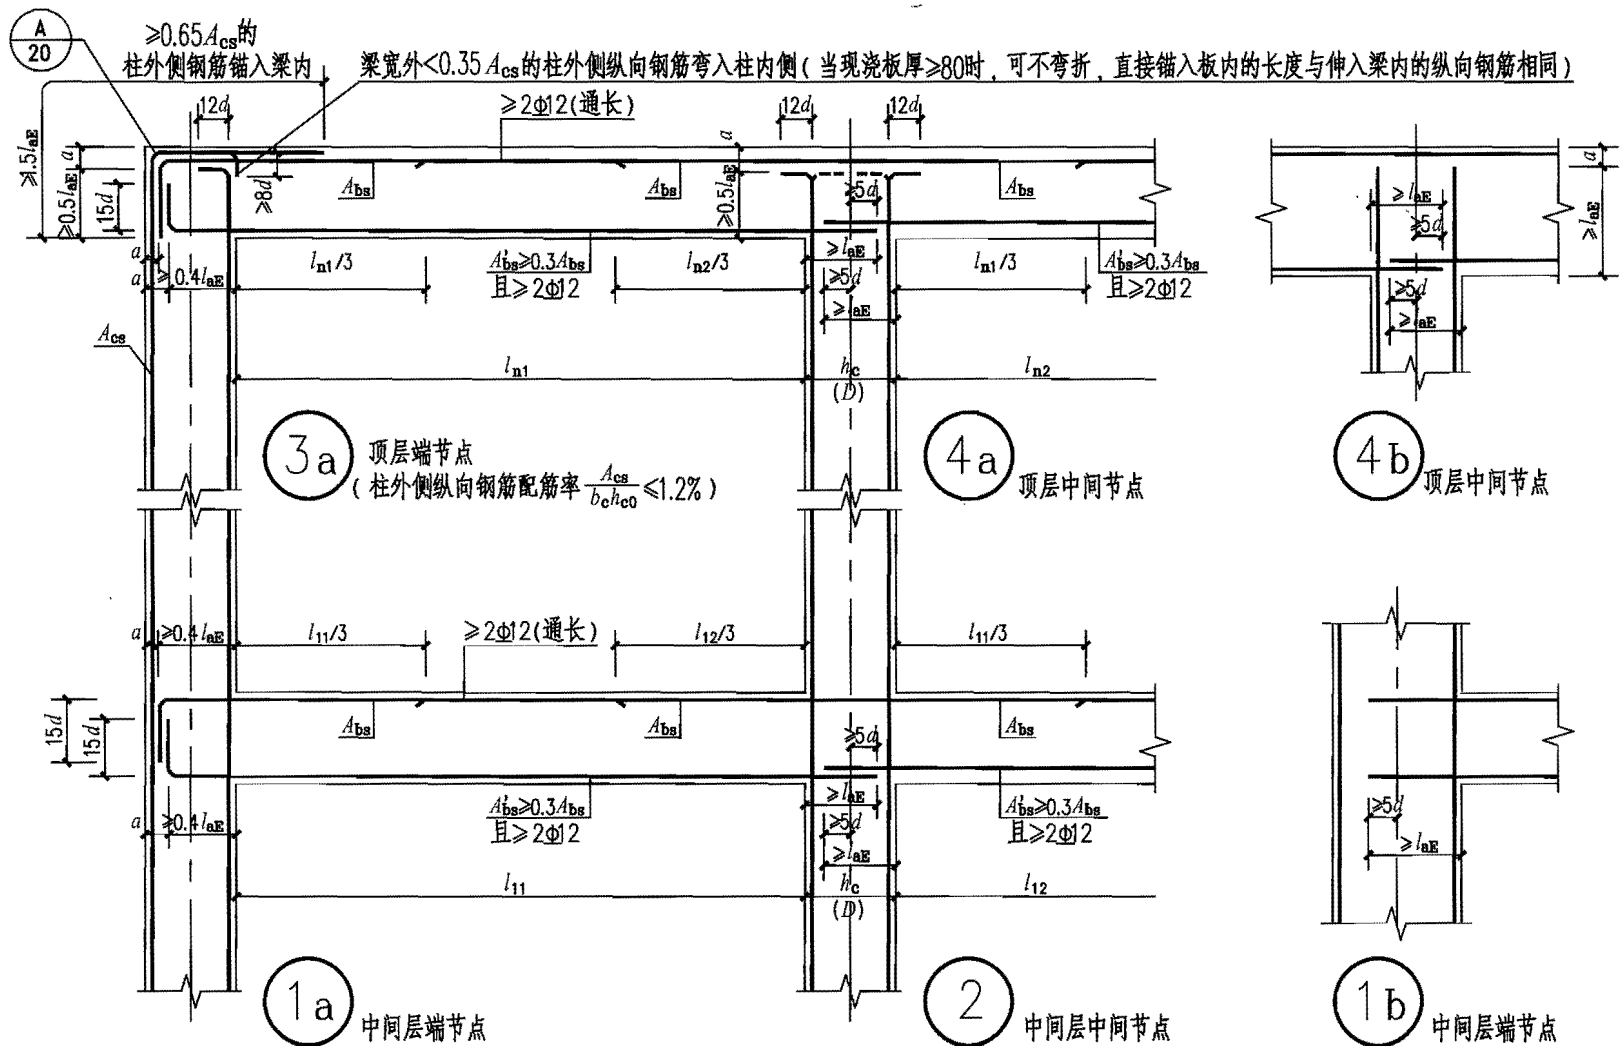 A
20
≥0.65Acs的
柱外侧钢筋锚入梁内
梁宽外<0.35Acs的柱外侧纵向钢筋弯入柱内侧(当现浇板厚≥80时,可不弯折,直接锚入板内的长度与伸入梁内的纵向钢筋相同)
12d
≥2Φ12(通长)
12d
12d
≥1.5laE
a
≥0.5laE
15d
≥8d
Abs
Abs
a
≥0.5laE
≥5d
Abs
≥laE
≥5d
a
≥laE
a
a
≥0.4laE
ln1/3
A'bs≥0.3Abs
且≥2Φ12
ln2/3
≥laE
≥5d
≥laE
ln1/3
A'bs≥0.3Abs
且≥2Φ12
≥5d
≥laE
Acs
ln1
hc
(D)
ln2
3a
顶层端节点
(柱外侧纵向钢筋配筋率Acs/bchc0≤1.2%)
4a
顶层中间节点
4b
顶层中间节点
a
≥0.4laE
l11/3
≥2Φ12(通长)
l12/3
l11/3
15d
15d
Abs
Abs
≥5d
Abs
a
≥0.4laE
A'bs≥0.3Abs
且≥2Φ12
≥laE
≥5d
≥laE
A'bs≥0.3Abs
且≥2Φ12
≥5d
≥laE
l11
hc
(D)
l12
1a
中间层端节点
2
中间层中间节点
1b
中间层端节点